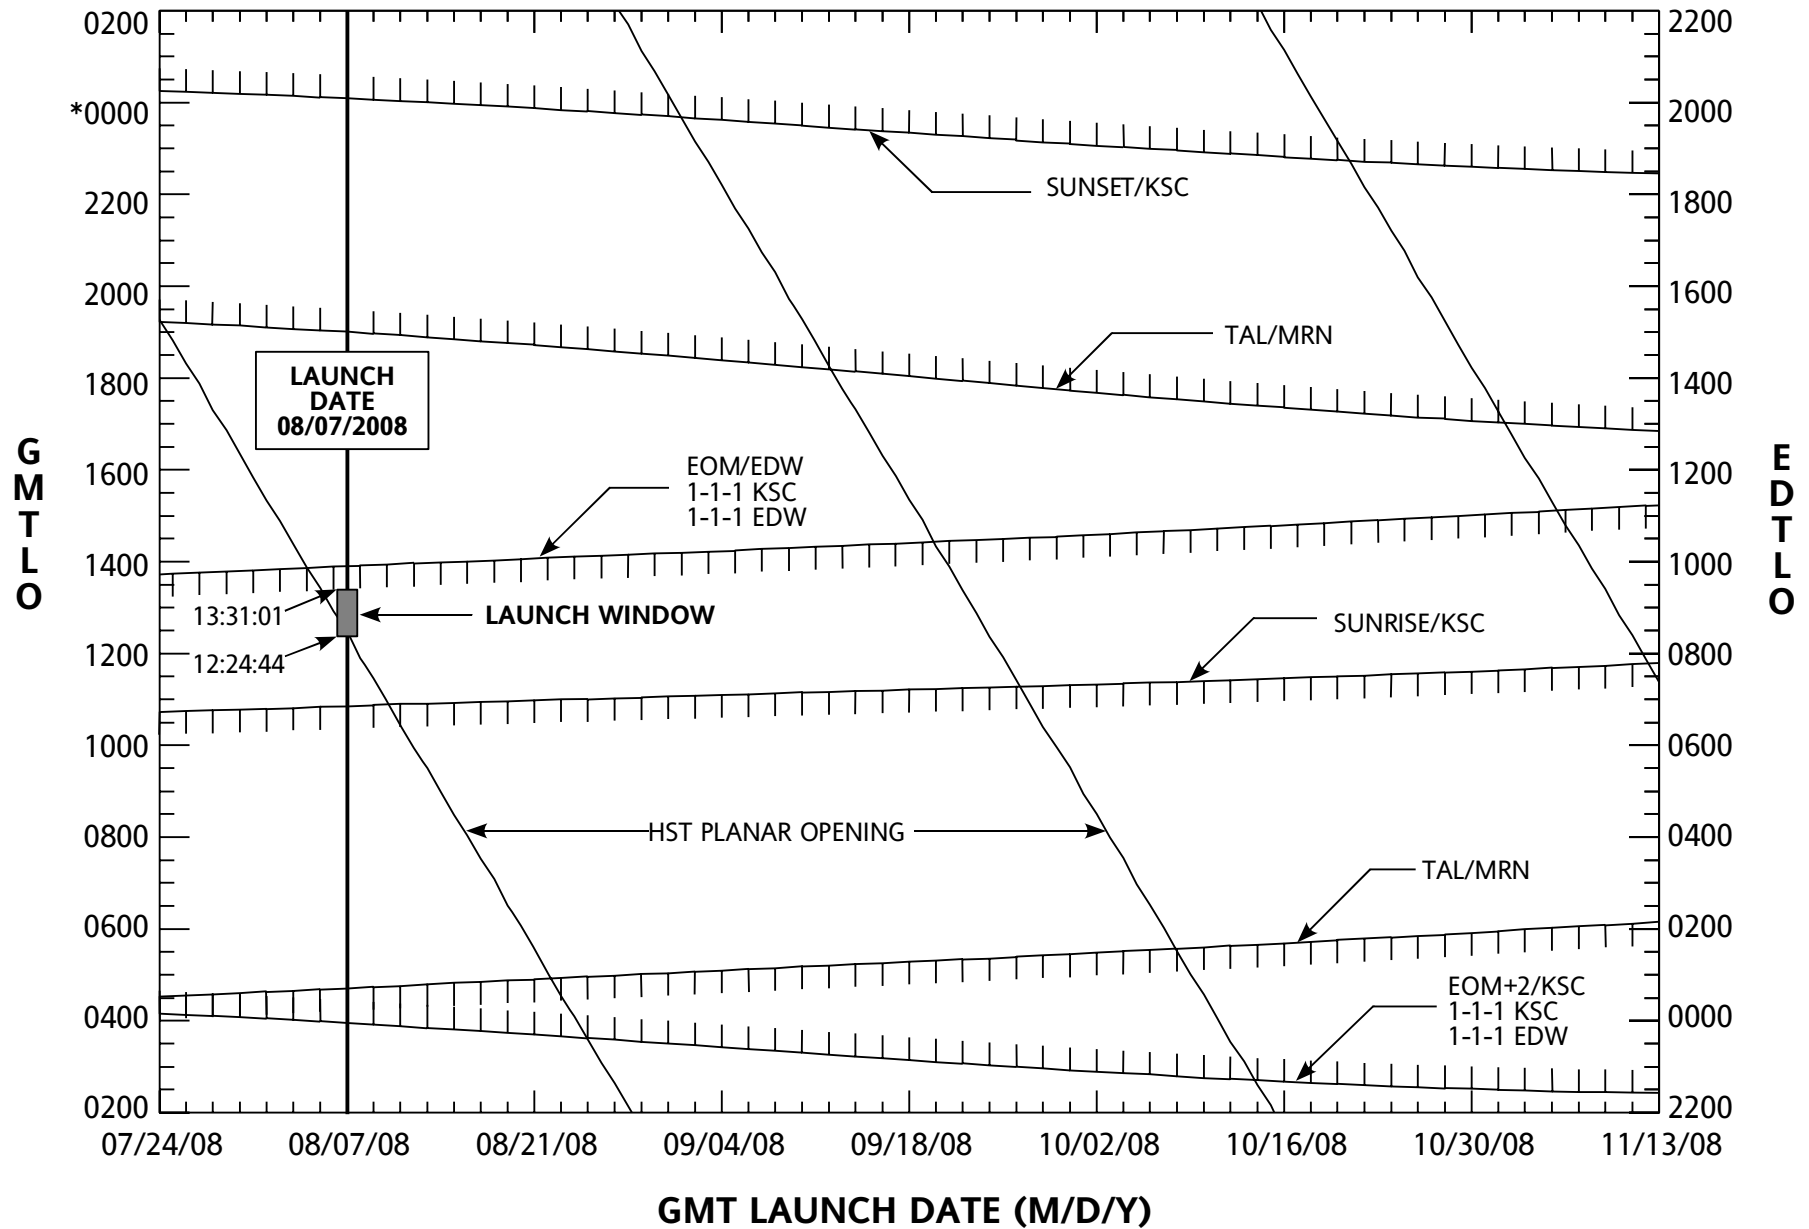 0200
*0000
2200
2000
1800
1600
1400
1200
1000
0800
0600
0400
0200
G
M
T
L
O
2200
2000
1800
1600
1400
1200
1000
0800
0600
0400
0200
0000
2200
E
D
T
L
O
SUNSET/KSC
TAL/MRN
LAUNCH
DATE
08/07/2008
EOM/EDW
1-1-1 KSC
1-1-1 EDW
13:31:01
LAUNCH WINDOW
12:24:44
SUNRISE/KSC
HST PLANAR OPENING
TAL/MRN
EOM+2/KSC
1-1-1 KSC
1-1-1 EDW
07/24/08 08/07/08 08/21/08 09/04/08 09/18/08 10/02/08 10/16/08 10/30/08 11/13/08
GMT LAUNCH DATE (M/D/Y)